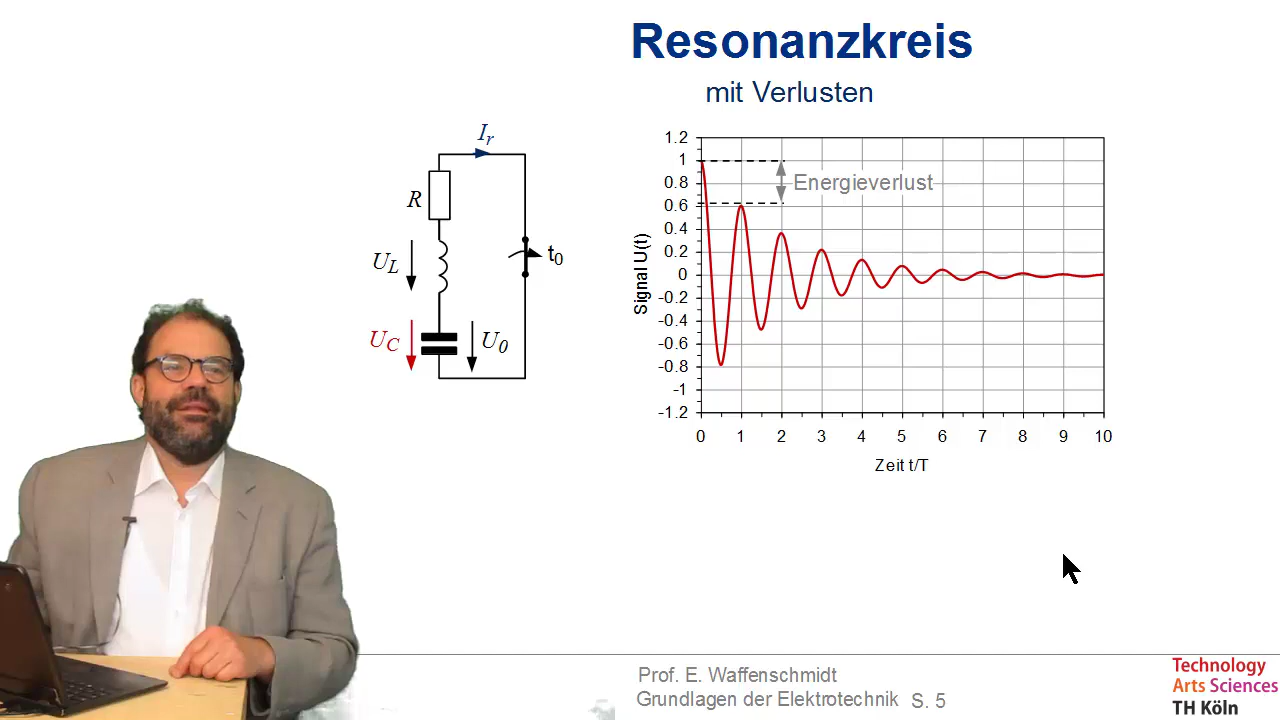 Resonanzkreis
mit Verlusten
I_r
R
U_L
t_0
U_C
U_0
1.2
1
0.8
0.6
0.4
0.2
0
-0.2
-0.4
-0.6
-0.8
-1
-1.2
Signal U(t)
Energieverlust
0 1 2 3 4 5 6 7 8 9 10
Zeit t/T
Prof. E. Waffenschmidt
Grundlagen der Elektrotechnik S. 5
Technology
Arts Sciences
TH Köln